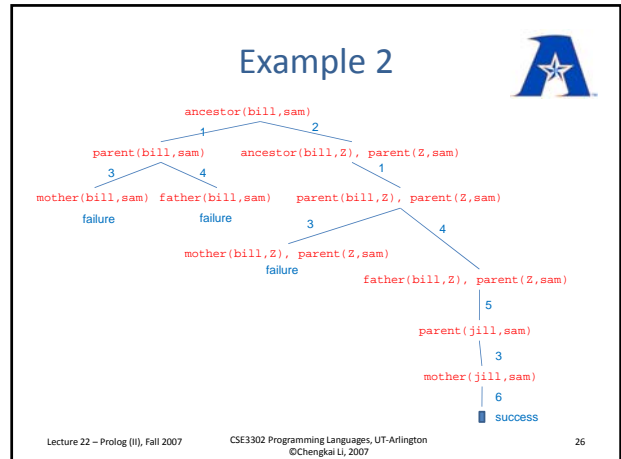 Example 2
ancestor(bill,sam)
1 2
parent(bill,sam) ancestor(bill,Z), parent(Z,sam)
3 4 1
mother(bill,sam) father(bill,sam) parent(bill,Z), parent(Z,sam)
failure failure
3 4
mother(bill,Z), parent(Z,sam)
failure
father(bill,Z), parent(Z,sam)
5
parent(jill,sam)
3
mother(jill,sam)
6
success
Lecture 22 – Prolog (II), Fall 2007 CSE3302 Programming Languages, UT-Arlington 26
©Chengkai Li, 2007